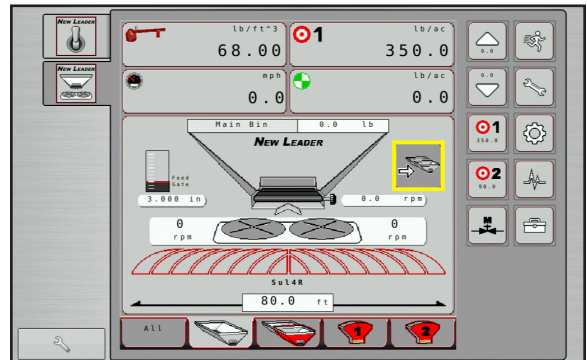 NEW LEADER
NEW LEADER
lb/ft^3
68.00
1
lb/ac
350.0
mph
0.0
lb/ac
0.0
Main Bin 0.0 lb
NEW LEADER
Feed
Gate
3.000 in
0.0 rpm
0
rpm
0
rpm
Sul4R
80.0 ft
All
1
2
0.0
0.0
1
350.0
2
90.0
M